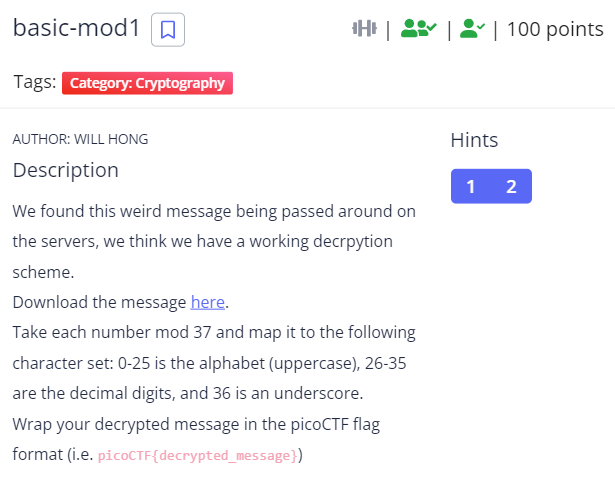 basic-mod1 | | | 100 points
Tags: Category: Cryptography
AUTHOR: WILL HONG
Description
We found this weird message being passed around on
the servers, we think we have a working decrpytion
scheme.
Download the message here.
Take each number mod 37 and map it to the following
character set: 0-25 is the alphabet (uppercase), 26-35
are the decimal digits, and 36 is an underscore.
Wrap your decrypted message in the picoCTF flag
format (i.e. picoCTF{decrypted_message})
Hints
1 2